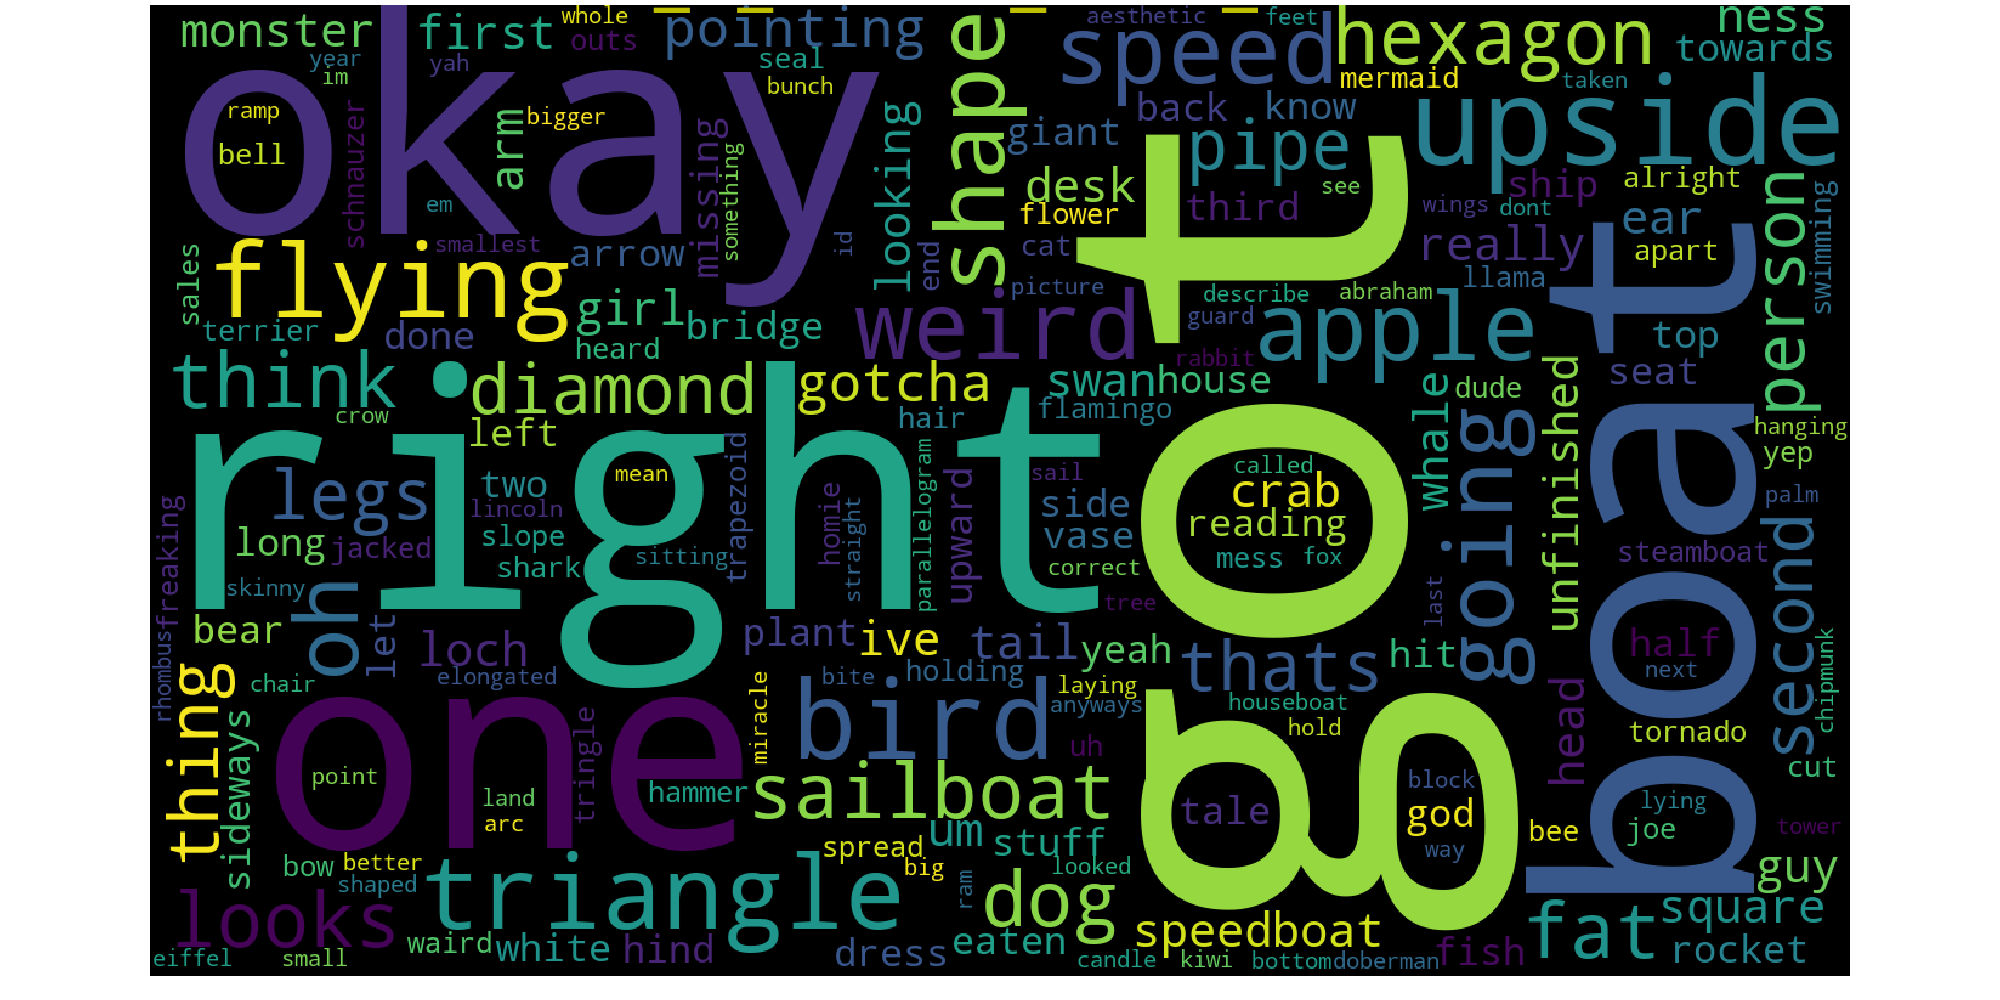 okay
right
got
one
boat
upside
flying
bird
triangle
shape
speed
hexagon
monster
first
whole
outs
pointing
aesthetic
feet
ness
towards
year
im
yah
seal
bunch
mermaid
taken
ramp
bell
schnauzer
arm
bigger
missing
something
looking
giant
back
know
pipe
desk
flower
third
see
ship
alright
wings
dont
ear
apart
really
swimming
person
em
smallest
arrow
id
end
cat
picture
describe
abraham
guard
llama
top
sales
terrier
done
girl
heard
bridge
weird
apple
rabbit
seat
think
crow
diamond
left
gotcha
hair
swan
house
flamingo
whale
dude
going
unfinished
hanging
yep
legs
two
mean
lincoln
trapezoid
parallelogram
sail
side
called
crab
reading
palm
freaking
long
jacked
slope
shark
sitting
homie
straight
upward
vase
correct
mess
fox
steamboat
second
skinny
oh
bear
let
loch
elongated
plant
ive
tail
tree
yeah
thats
hit
last
half
next
rhombus
chair
thing
miracle
bite
holding
laying
anyways
houseboat
hold
head
chipmunk
tornado
sideways
point
tringle
uh
sailboat
hammer
block
god
tale
way
lying
joe
bee
cut
tower
land
arc
um
stuff
spread
big
looked
bow
better
shaped
ram
guy
looks
dog
fat
square
waird
white
hind
dress
eaten
speedboat
fish
rocket
eiffel
small
candle
kiwi
bottom
doberman